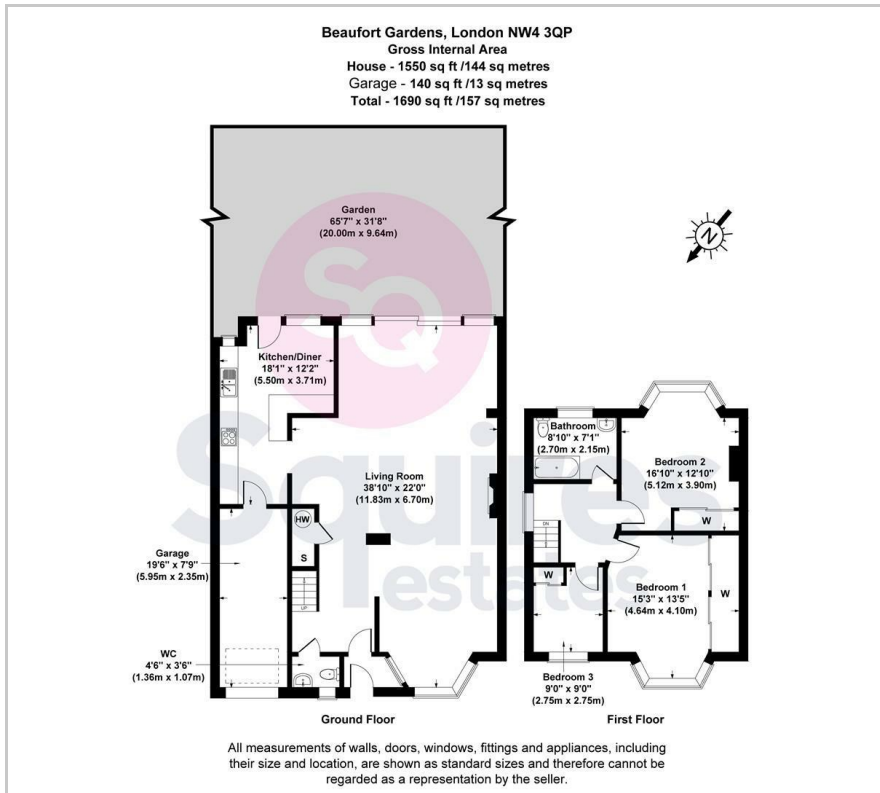 Beaufort Gardens, London NW4 3QP
Gross Internal Area
House - 1550 sq ft /144 sq metres
Garage - 140 sq ft /13 sq metres
Total - 1690 sq ft /157 sq metres
Garden
65'7" x 31'8"
(20.00m x 9.64m)
N
SQ
Squires
estates
Kitchen/Diner
18'1" x 12'2"
(5.50m x 3.71m)
Living Room
38'10" x 22'0"
(11.83m x 6.70m)
HW
S
UP
Garage
19'6" x 7'9"
(5.95m x 2.35m)
WC
4'6" x 3'6"
(1.36m x 1.07m)
Ground Floor
Bathroom
8'10" x 7'1"
(2.70m x 2.15m)
Bedroom 2
16'10" x 12'10"
(5.12m x 3.90m)
W
DN
W
Bedroom 1
15'3" x 13'5"
(4.64m x 4.10m)
W
Bedroom 3
9'0" x 9'0"
(2.75m x 2.75m)
First Floor
All measurements of walls, doors, windows, fittings and appliances, including
their size and location, are shown as standard sizes and therefore cannot be
regarded as a representation by the seller.